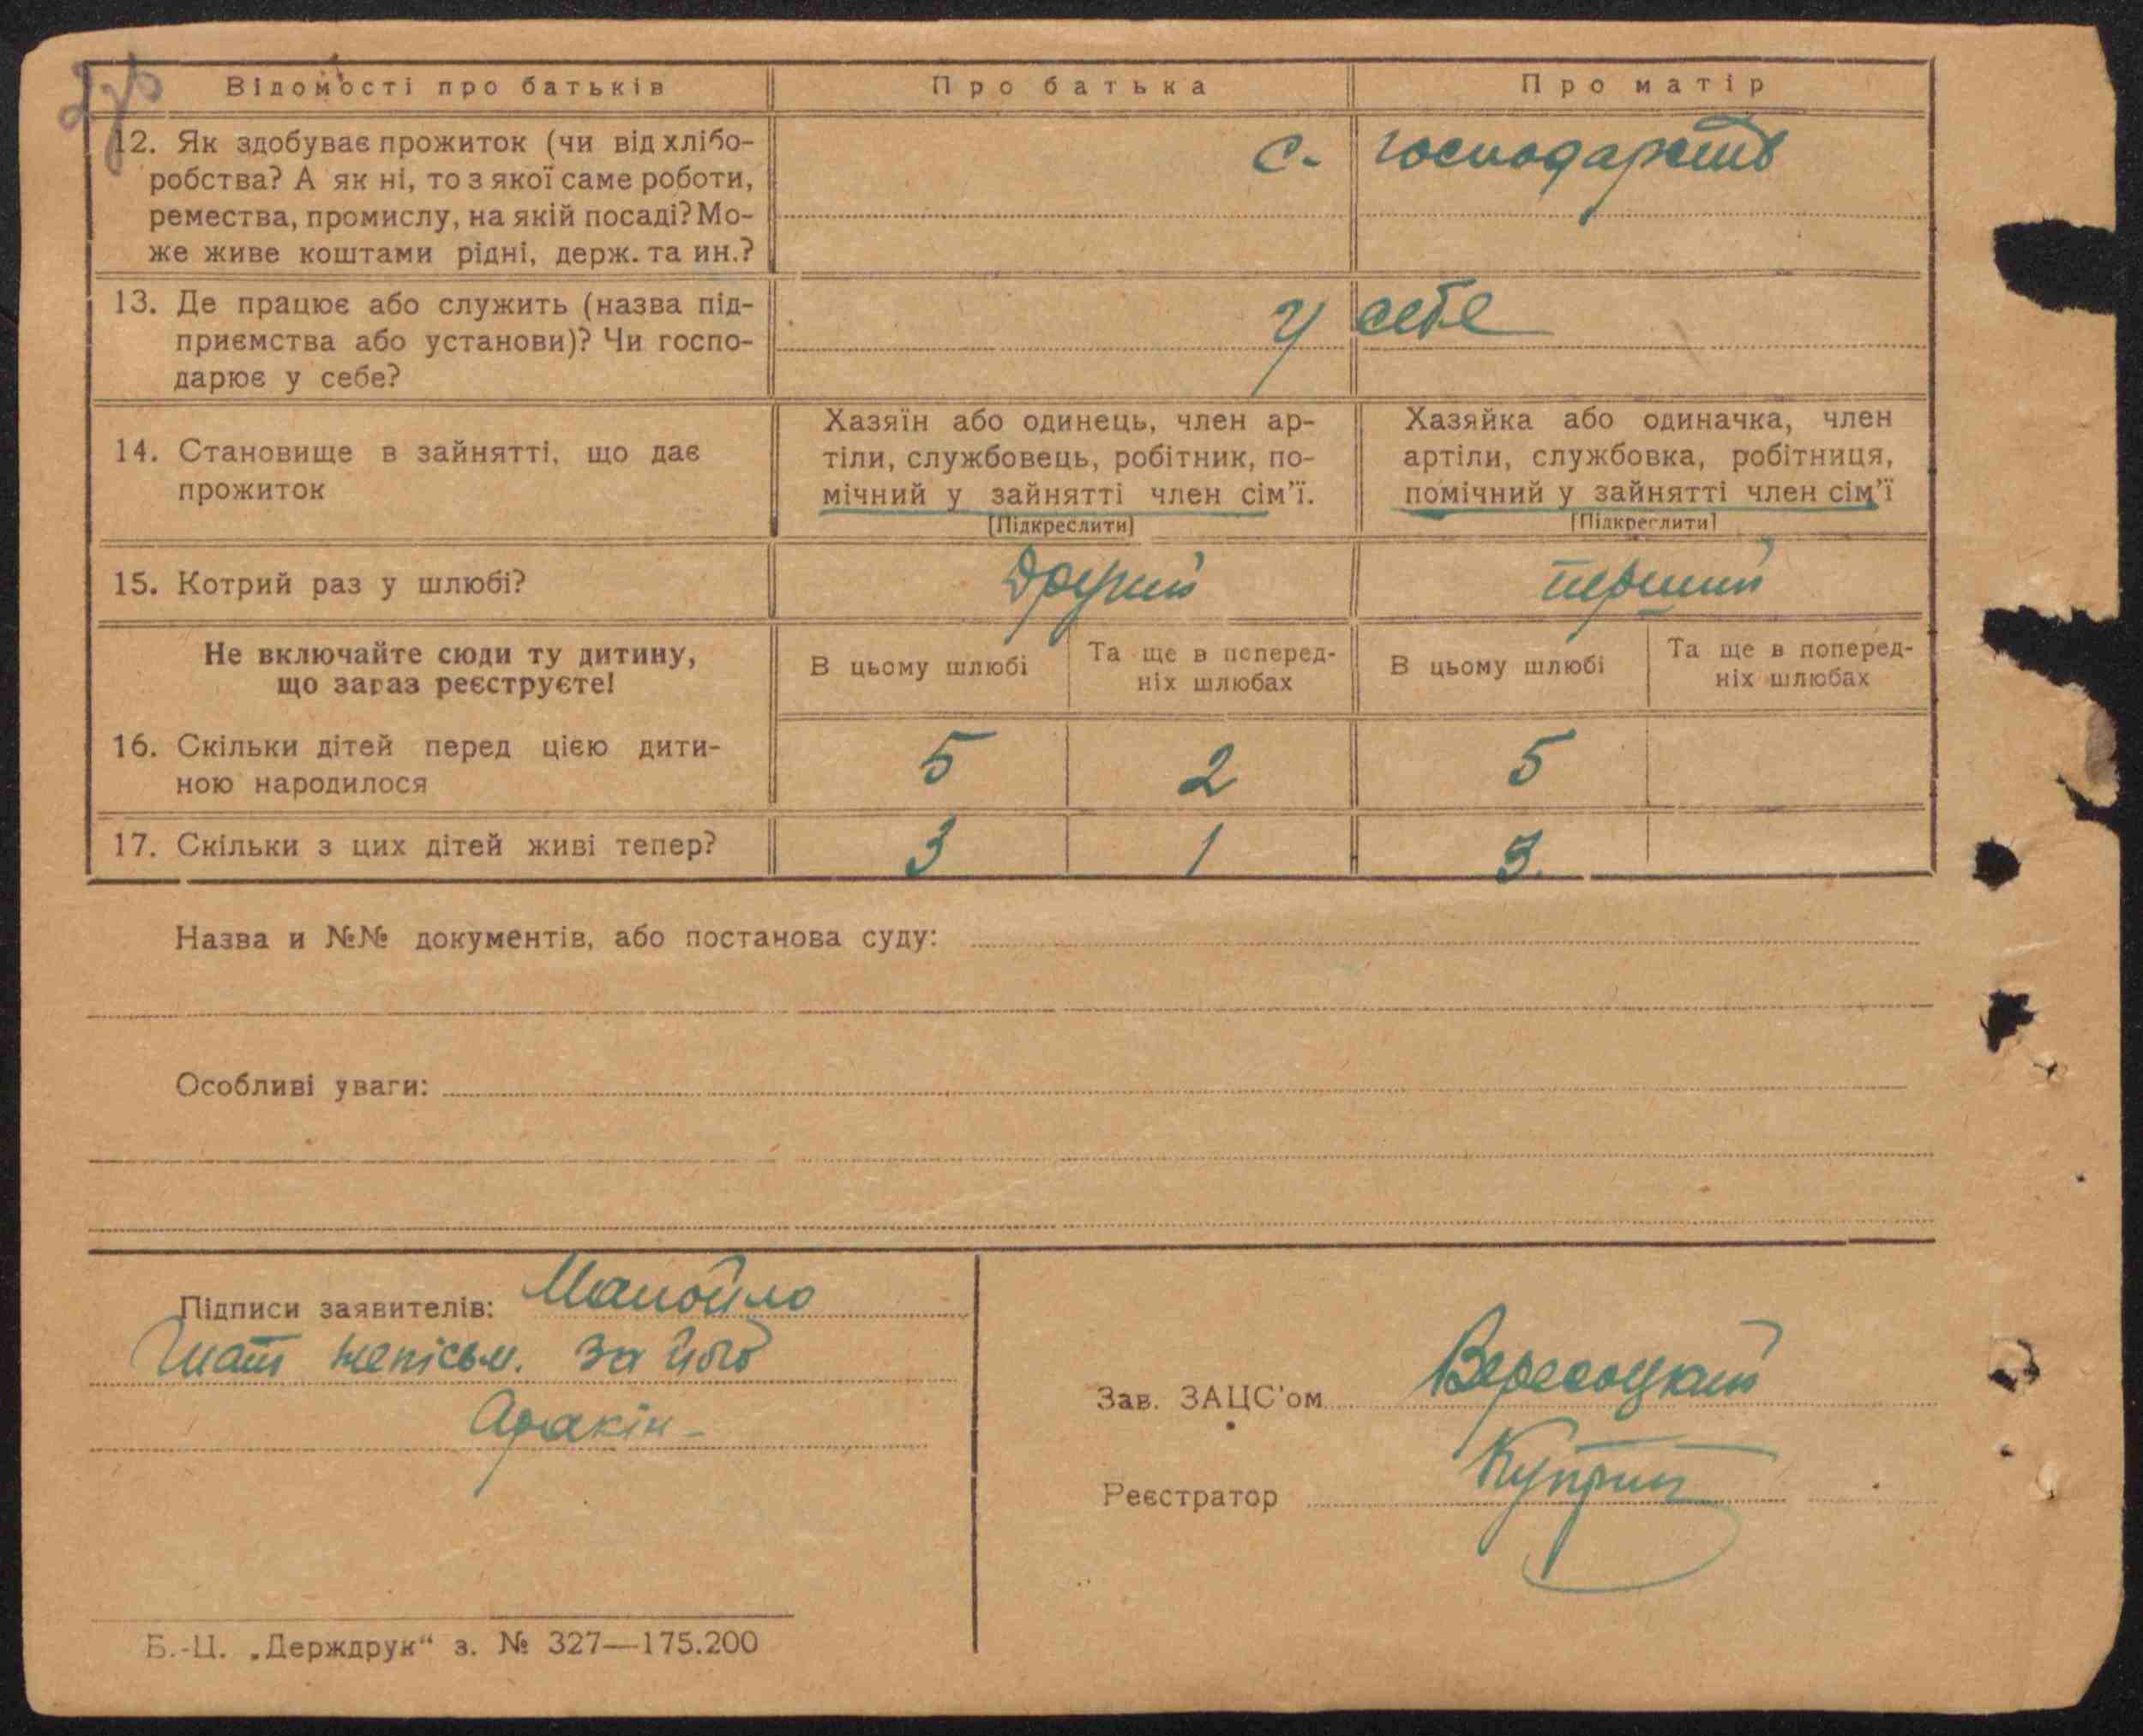 Відомості про батьків
Про батька
Про матір
12. Як здобуває прожиток (чи від хлібо-
робства? А як ні, то з якої саме роботи,
ремества, промислу, на якій посаді? Мо-
же живе коштами рідні, держ. та ин.?
с. господарств
13. Де працює або служить (назва під-
приємства або установи)? Чи госпо-
дарює у себе?
у себе
14. Становище в зайнятті, що дає
прожиток
Хазяїн або одинець, член ар-
тіли, службовець, робітник, по-
мічний у зайнятті член сім'ї.
[Підкреслити]
Хазяйка або одиначка, член
артіли, службовка, робітниця,
помічний у зайнятті член сім'ї
[Підкреслити]
15. Котрий раз у шлюбі?
Другий
перший
Не включайте сюди ту дитину,
що зараз реєструєте!
В цьому шлюбі
Та ще в поперед-
ніх шлюбах
В цьому шлюбі
Та ще в поперед-
ніх шлюбах
16. Скільки дітей перед цією дити-
ною народилося
5
2
5
17. Скільки з цих дітей живі тепер?
3
1
3.
Назва и №№ документів, або постанова суду:
Особливі уваги:
Підписи заявителів: Манойло
Гнат непісьм. за його
Зав. ЗАЦС'ом
Реєстратор Куприн
Б.-Ц. „Держдрук“ з. № 327—175.200